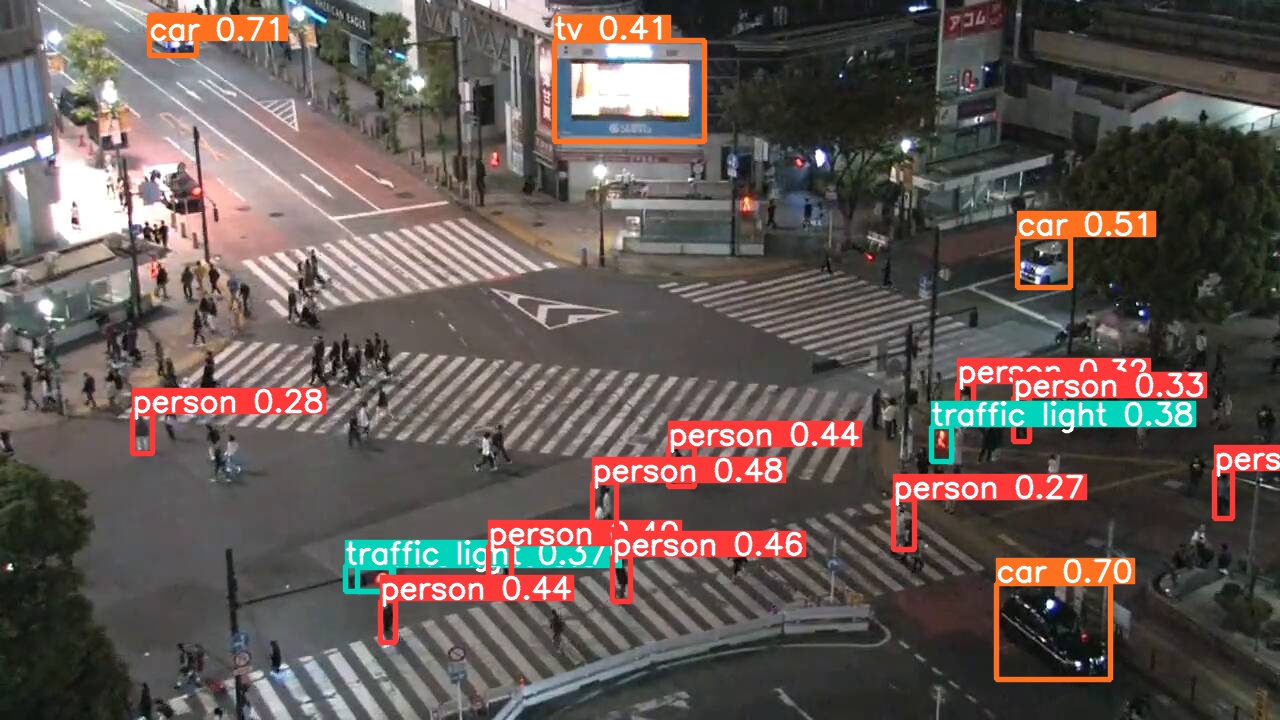 car 0.71
tv 0.41
AMERICAN EAGLE
アコム
car 0.51
person 0.32
person 0.33
person 0.28
traffic light 0.38
person 0.44
pers
person 0.48
person 0.27
person 0.49
person 0.46
traffic light 0.37
car 0.70
person 0.44